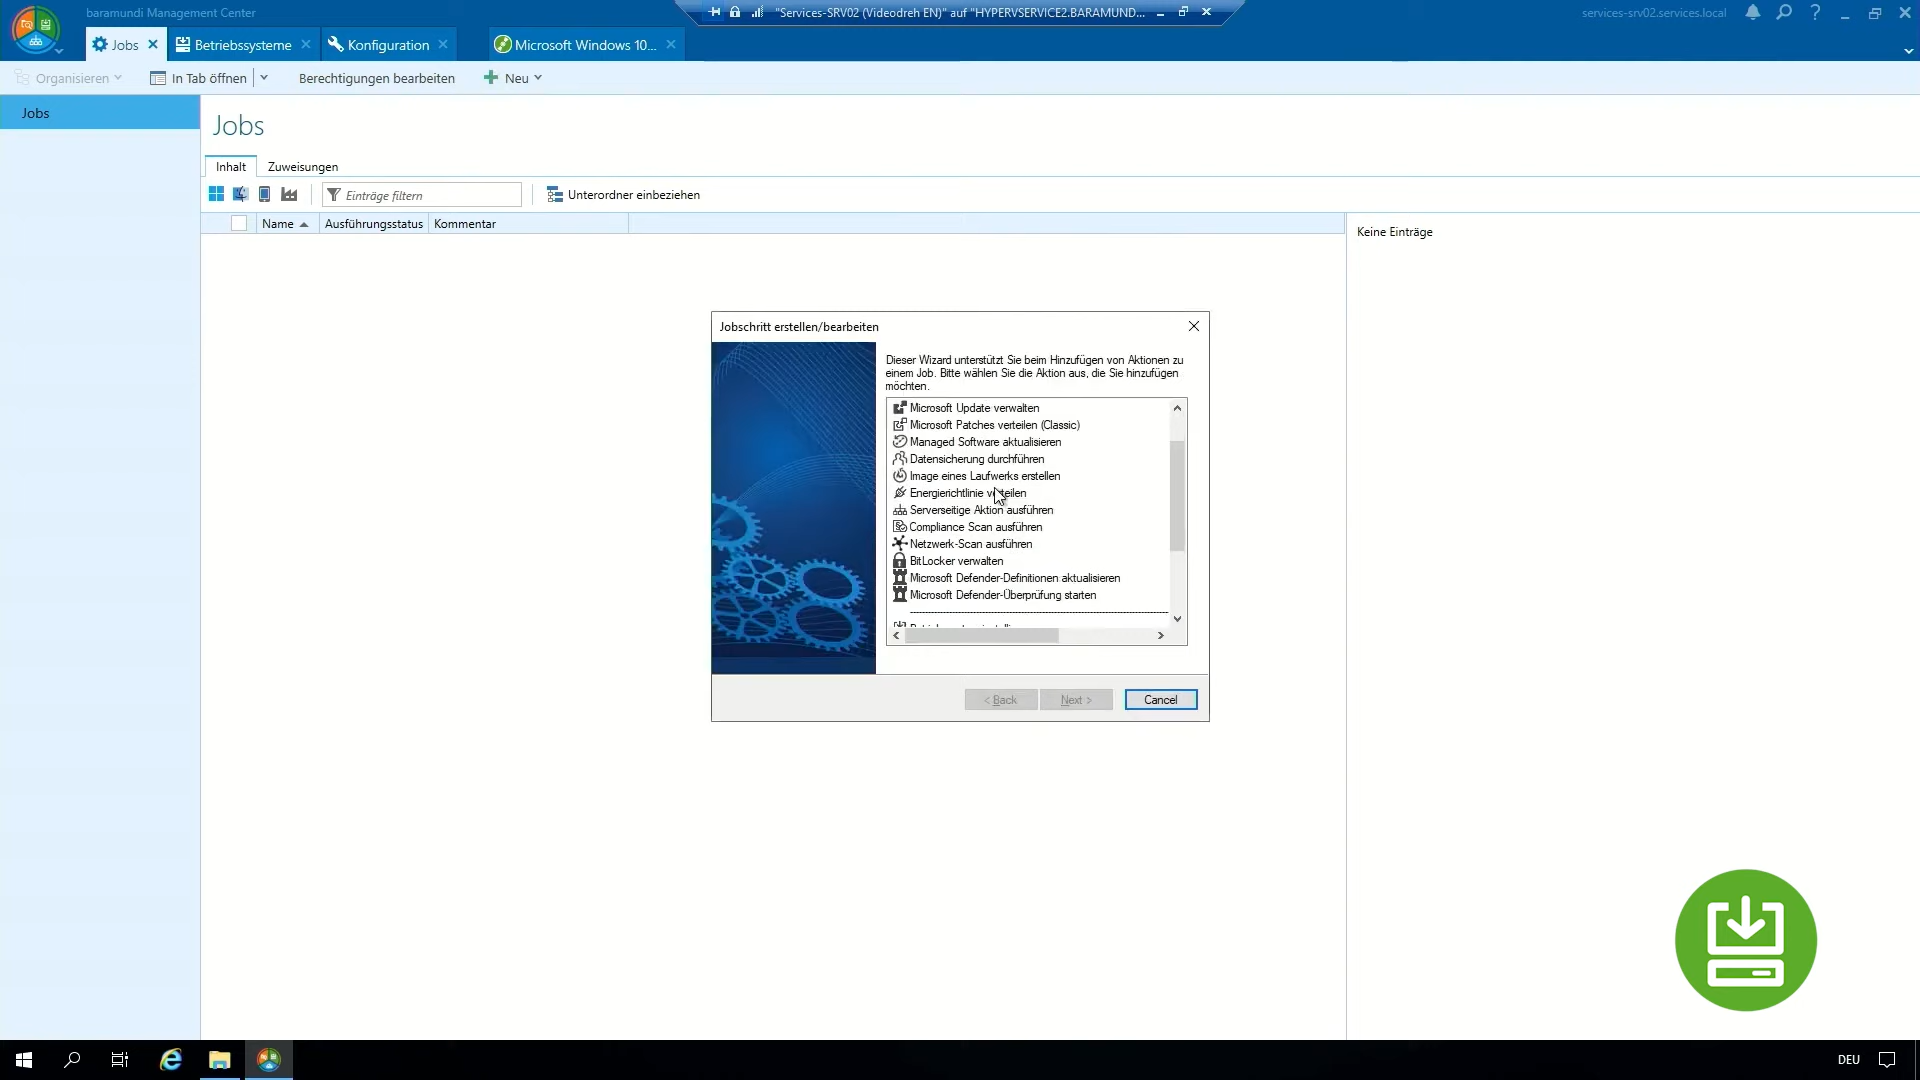 baramundi Management Center
"Services-SRV02 (Videodreh EN)" auf "HYPERVSERVICE2.BARAMUND...
services-srv02.services.local
Jobs
Betriebssysteme
Konfiguration
Microsoft Windows 10...
Organisieren
In Tab öffnen
Berechtigungen bearbeiten
Neu
Jobs
Jobs
Inhalt
Zuweisungen
Einträge filtern
Unterordner einbeziehen
Name
Ausführungsstatus
Kommentar
Keine Einträge
Jobschritt erstellen/bearbeiten
Dieser Wizard unterstützt Sie beim Hinzufügen von Aktionen zu
einem Job. Bitte wählen Sie die Aktion aus, die Sie hinzufügen
möchten.
Microsoft Update verwalten
Microsoft Patches verteilen (Classic)
Managed Software aktualisieren
Datensicherung durchführen
Image eines Laufwerks erstellen
Energierichtlinie verteilen
Serverseitige Aktion ausführen
Compliance Scan ausführen
Netzwerk-Scan ausführen
BitLocker verwalten
Microsoft Defender-Definitionen aktualisieren
Microsoft Defender-Überprüfung starten
< Back
Next >
Cancel
DEU